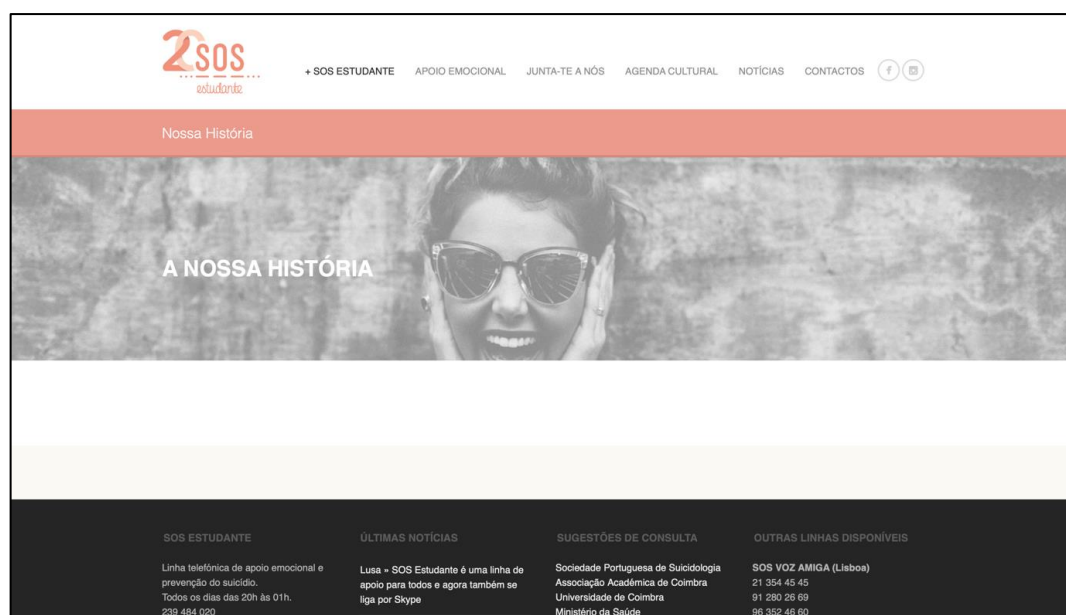 20 SOS
estudante
+ SOS ESTUDANTE APOIO EMOCIONAL JUNTA-TE A NÓS AGENDA CULTURAL NOTÍCIAS CONTACTOS
Nossa História
A NOSSA HISTÓRIA
SOS ESTUDANTE
Linha telefónica de apoio emocional e
prevenção do suicídio.
Todos os dias das 20h às 01h.
239 484 020
ÚLTIMAS NOTÍCIAS
Lusa » SOS Estudante é uma linha de
apoio para todos e agora também se
liga por Skype
SUGESTÕES DE CONSULTA
Sociedade Portuguesa de Suicidologia
Associação Académica de Coimbra
Universidade de Coimbra
Ministério da Saúde
OUTRAS LINHAS DISPONÍVEIS
SOS VOZ AMIGA (Lisboa)
21 354 45 45
91 280 26 69
96 352 46 60